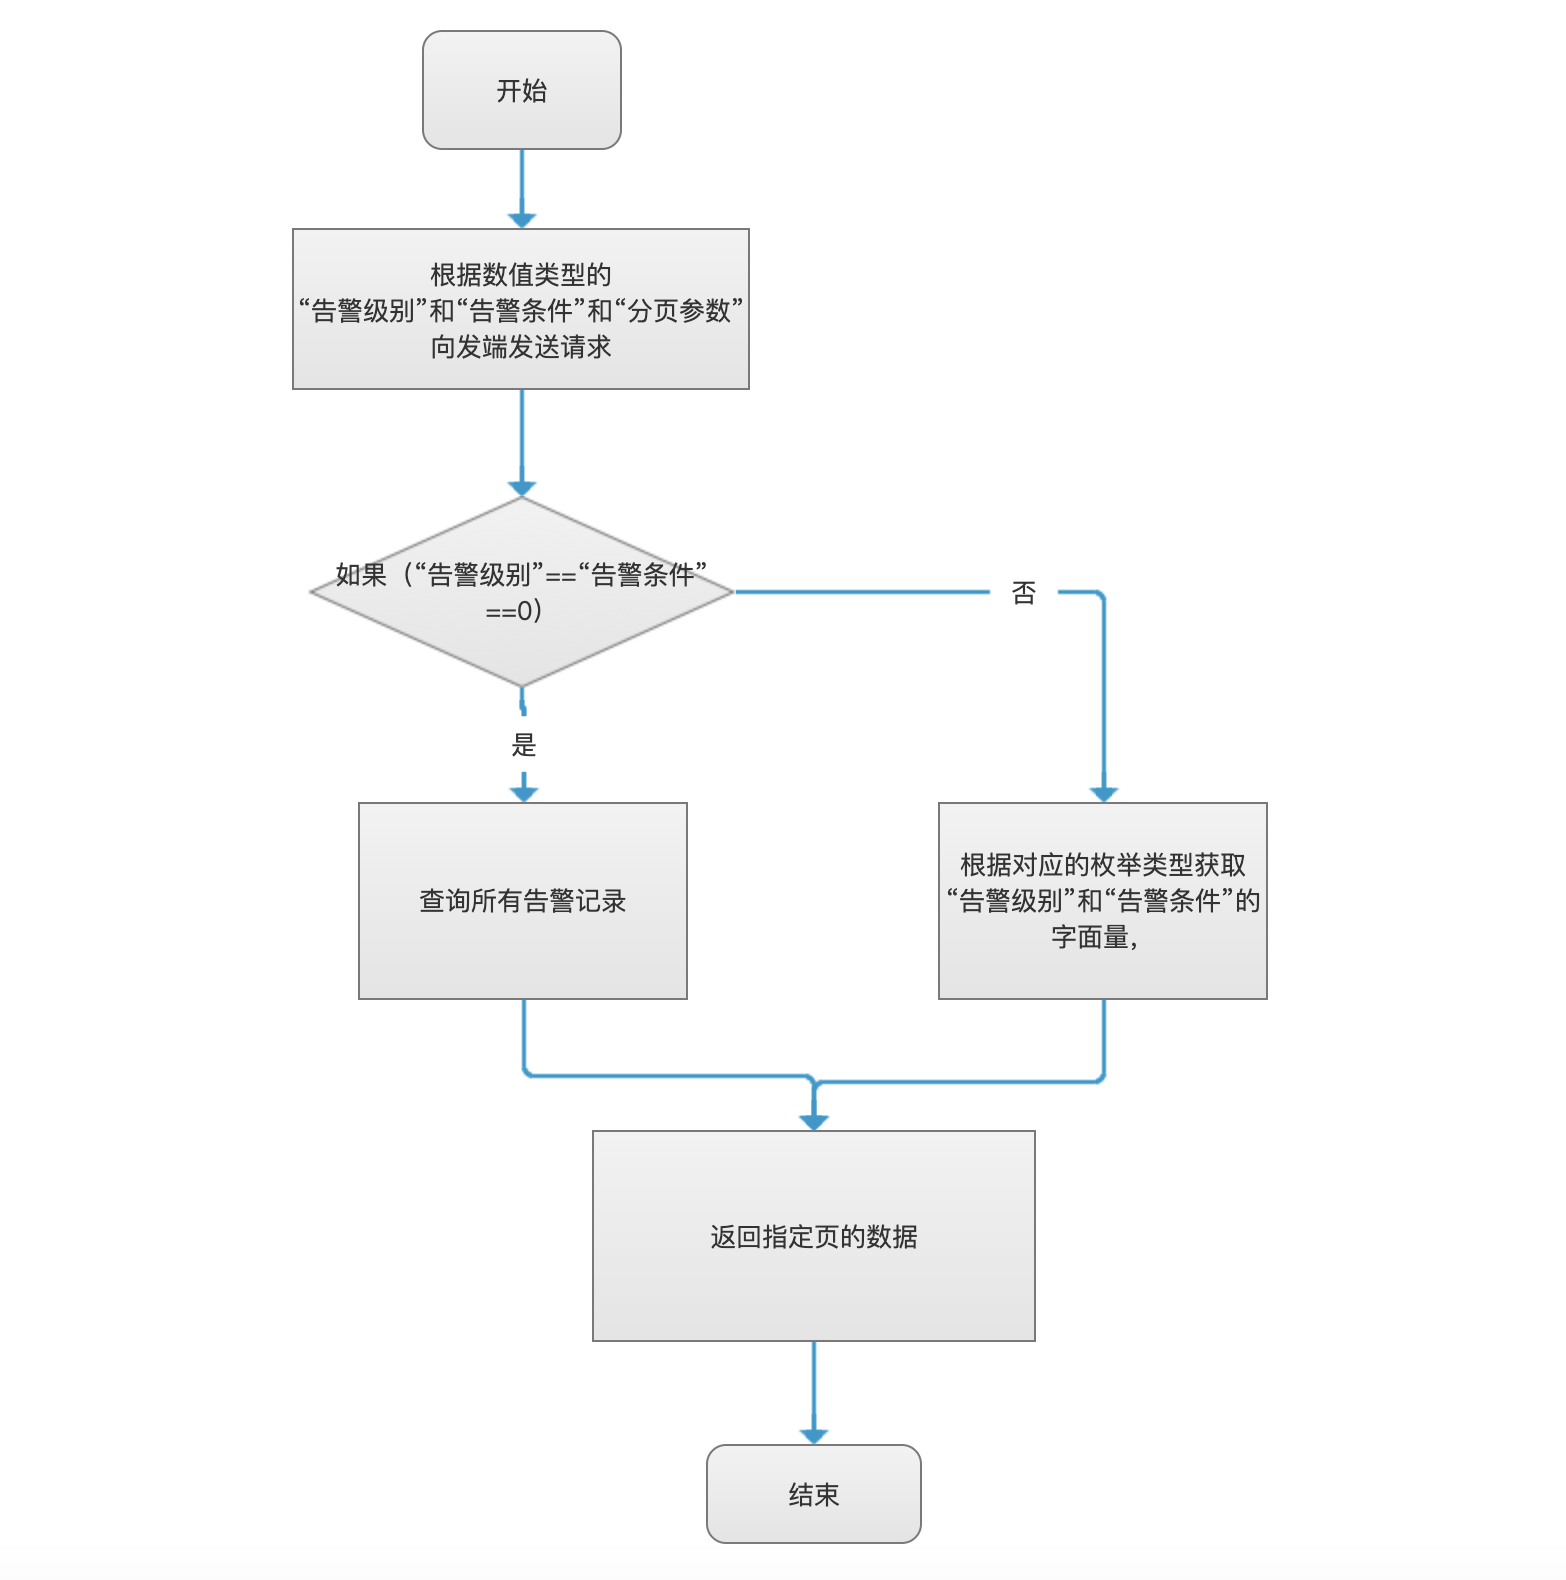 开始
根据数值类型的
“告警级别”和“告警条件”和“分页参数”
向发端发送请求
如果（“告警级别”==“告警条件”
==0）
否
是
查询所有告警记录
根据对应的枚举类型获取
“告警级别”和“告警条件”的
字面量，
返回指定页的数据
结束